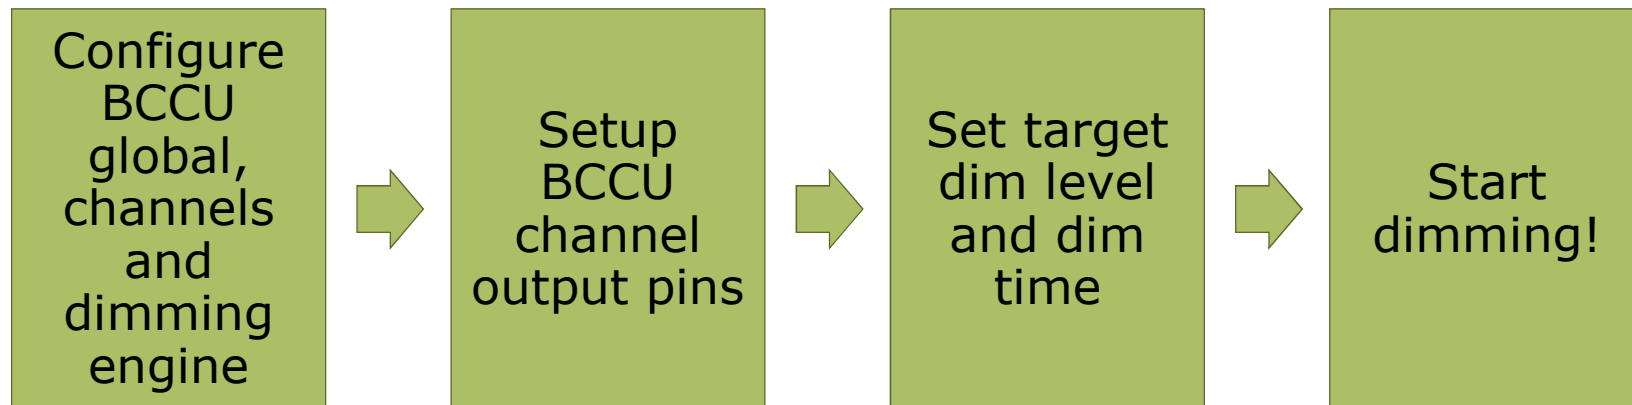 Configure
BCCU
global,
channels
and
dimming
engine
Setup
BCCU
channel
output pins
Set target
dim level
and dim
time
Start
dimming!